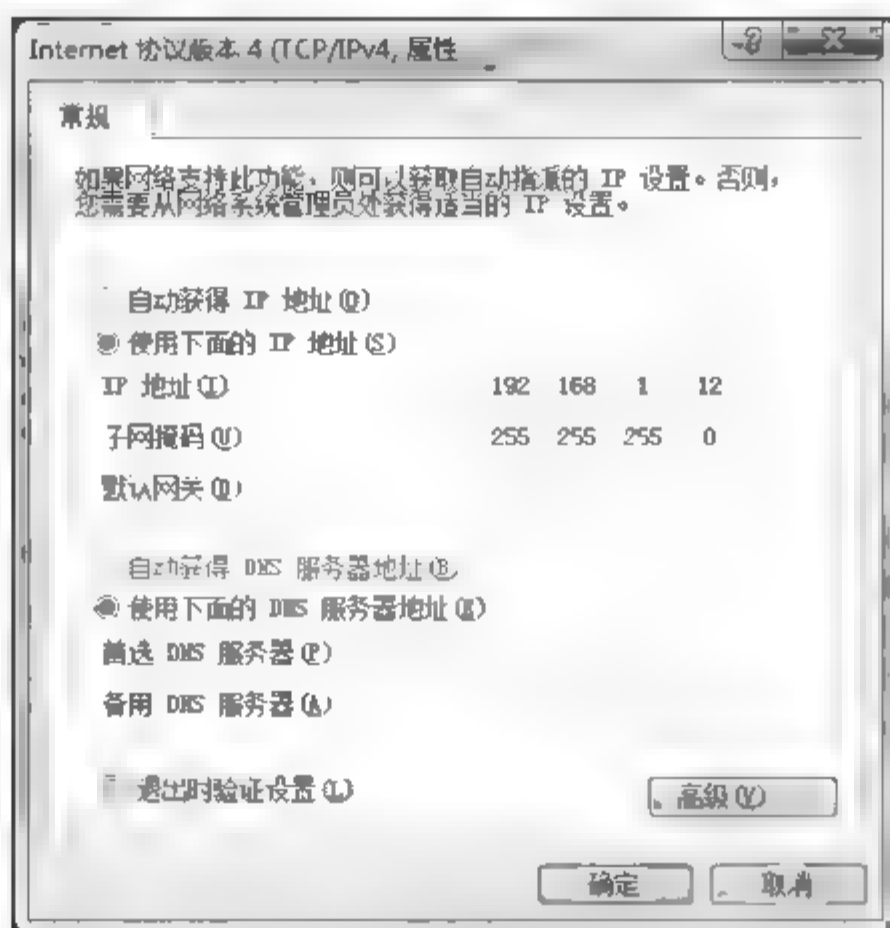 Internet 协议版本 4 (TCP/IPv4) 属性
常规
如果网络支持此功能，则可以获取自动指派的 IP 设置。否则，
您需要从网络系统管理员处获得适当的 IP 设置。
自动获得 IP 地址(O)
使用下面的 IP 地址(S)
IP 地址(I) 192 168 1 12
子网掩码(U) 255 255 255 0
默认网关(D)
自动获得 DNS 服务器地址(B)
使用下面的 DNS 服务器地址(E)
首选 DNS 服务器(P)
备用 DNS 服务器(A)
退出时验证设置(L)
高级(V)
确定 取消